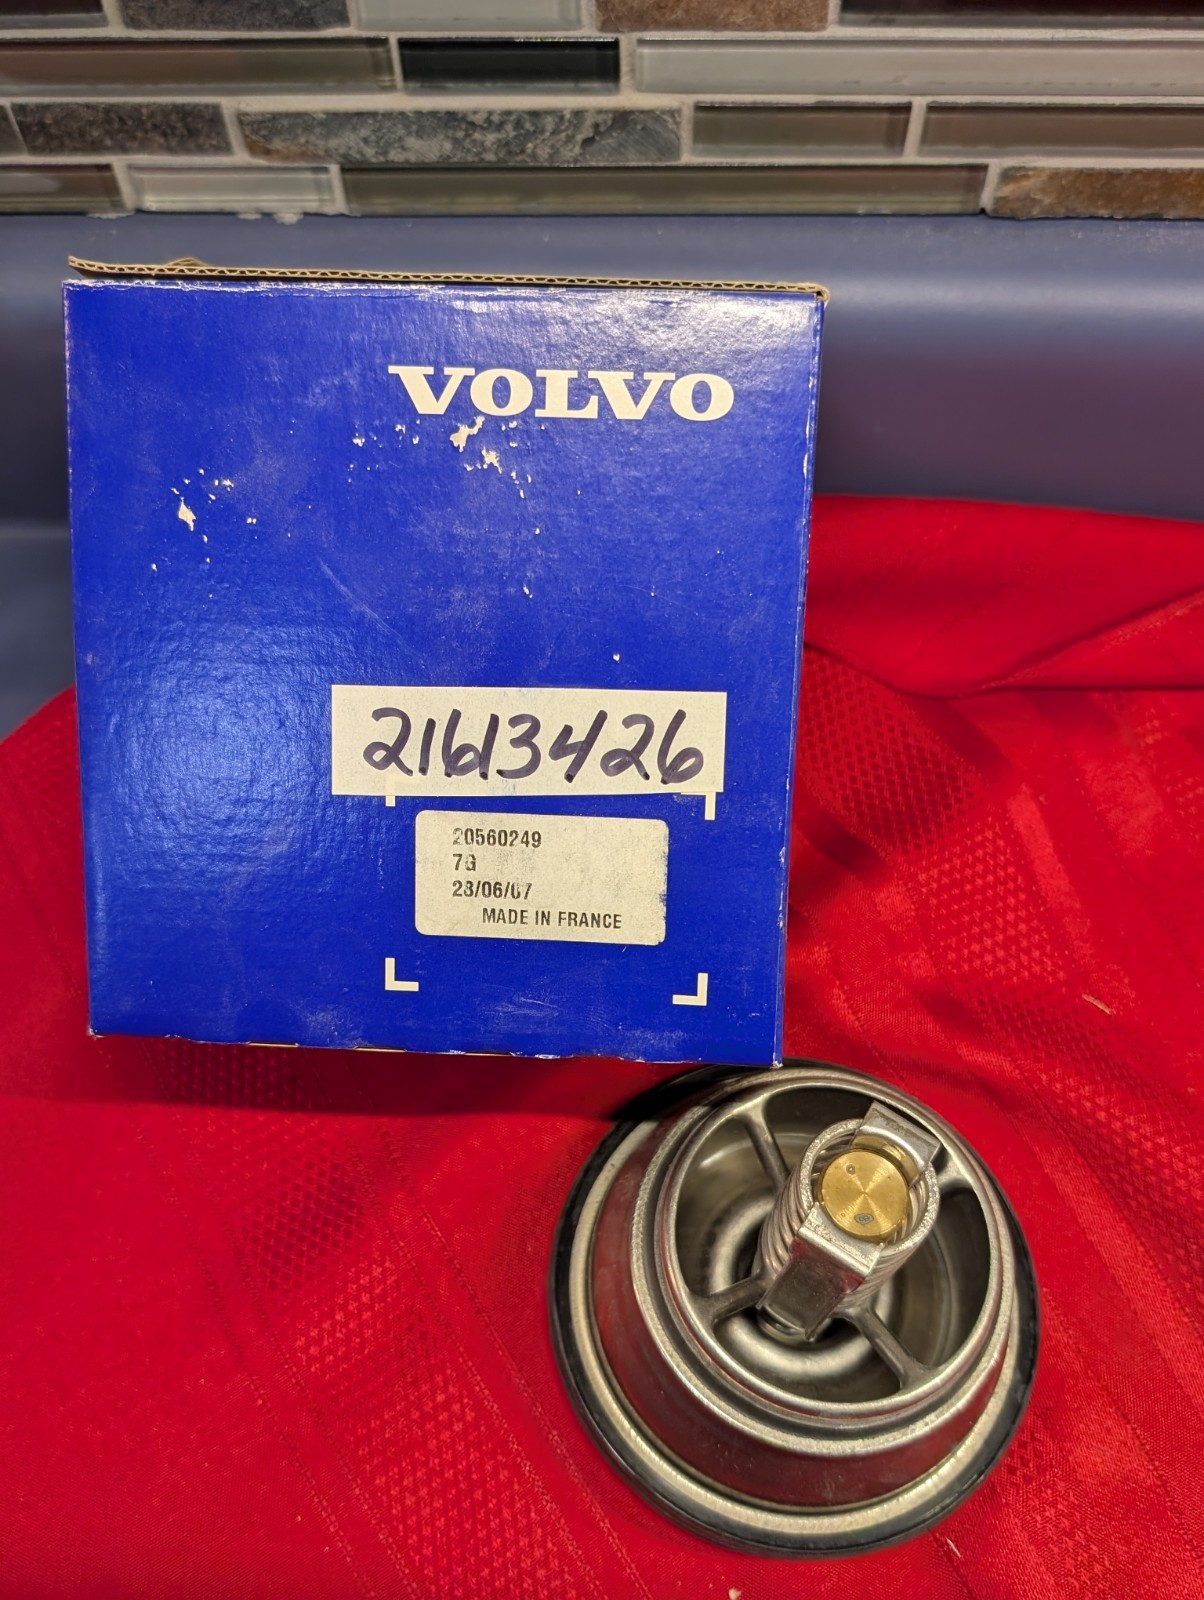 VOLVO
21613426
20560249
7G
23/06/07
MADE IN FRANCE